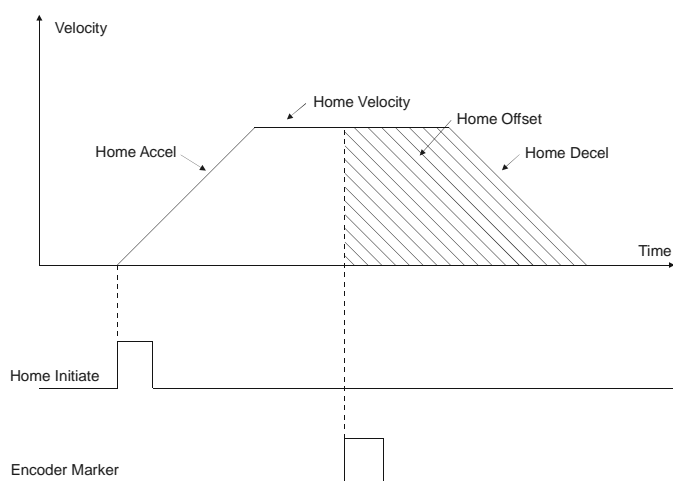 Velocity
Home Velocity
Home Offset
Home Accel
Home Decel
Time
Home Initiate
Encoder Marker